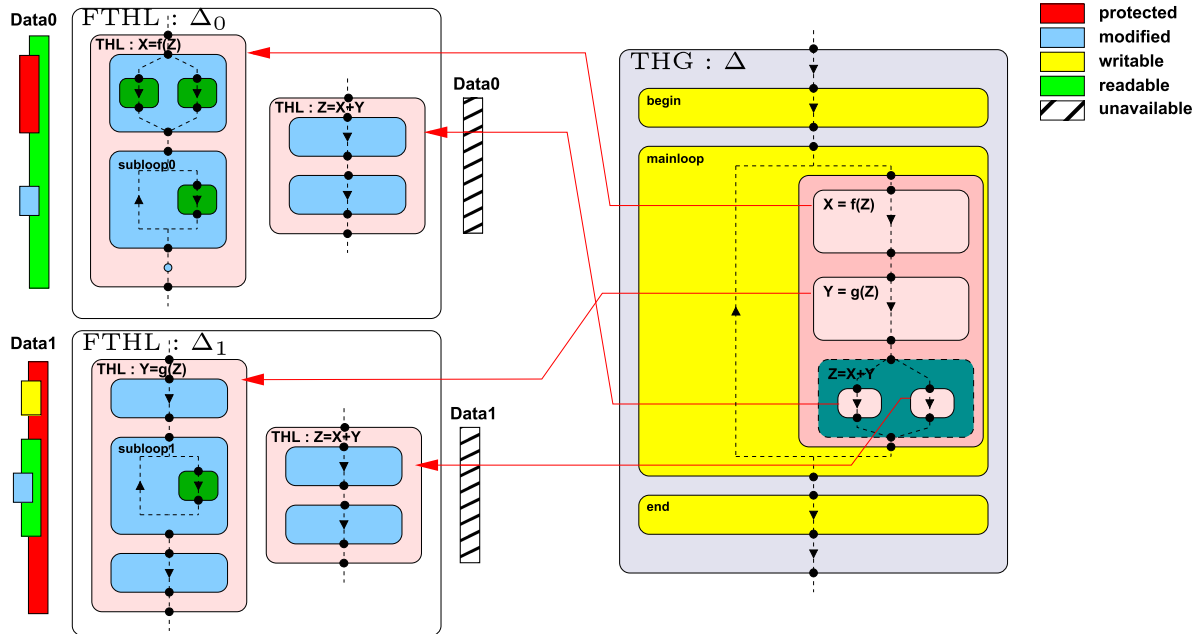 Data0
FTHL : Δ0
THL : X=f(Z)
subloop0
THL : Z=X+Y
Data0
Data1
FTHL : Δ1
THL : Y=g(Z)
subloop1
THL : Z=X+Y
Data1
THG : Δ
begin
mainloop
X = f(Z)
Y = g(Z)
Z=X+Y
end
protected
modified
writable
readable
unavailable